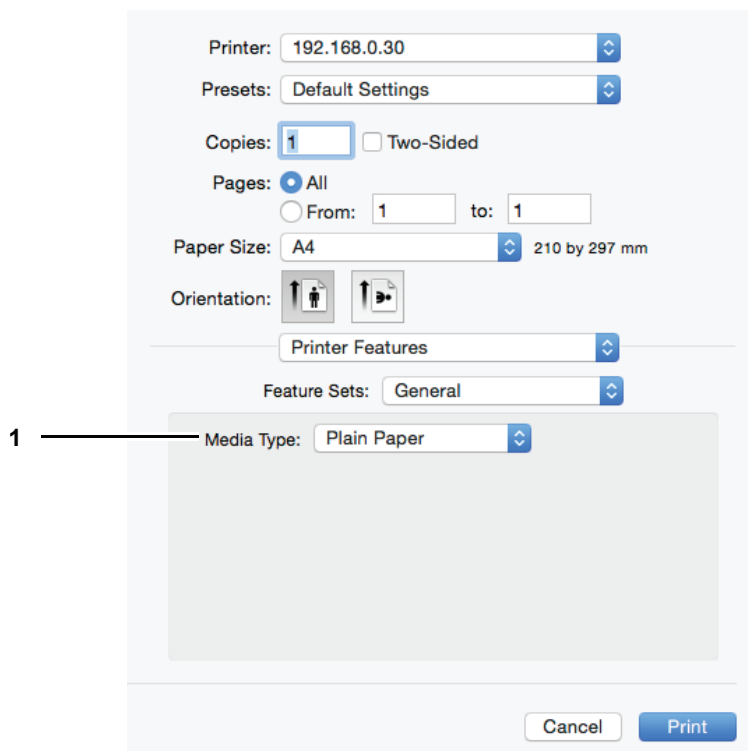 Printer: 192.168.0.30
Presets: Default Settings
Copies: 1 Two-Sided
Pages: All
From: 1 to: 1
Paper Size: A4 210 by 297 mm
Orientation:
Printer Features
Feature Sets: General
1 Media Type: Plain Paper
Cancel Print